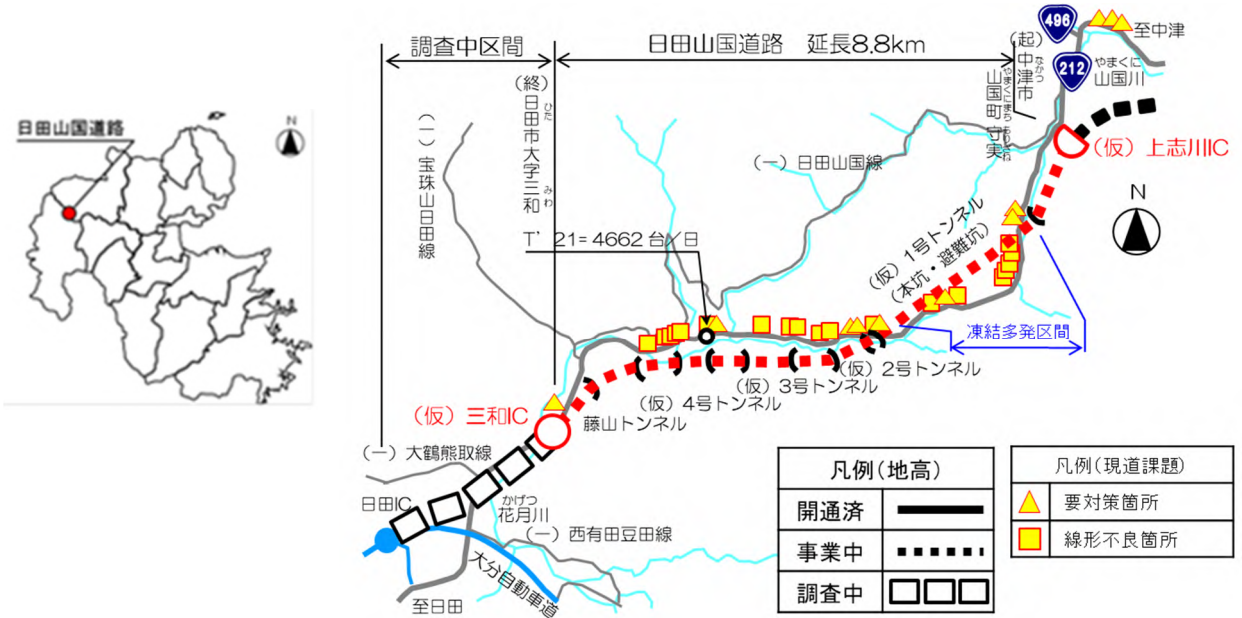 日田山国道路
N
調査中区間
日田山国道路 延長8.8km
(起)中津市
なかつ
山国町 守実
やまくにまち もりざね
(終)日田市大字三和
ひた
みわ
496
212
至中津
やまくに
山国川
(一)宝珠山日田線
(一)日田山国線
(仮)上志川IC
N
T' 21=4662台/日
(仮)1号トンネル
(本坑・避難坑)
凍結多発区間
(仮)2号トンネル
(仮)3号トンネル
(仮)4号トンネル
藤山トンネル
(仮)三和IC
(一)大鶴熊取線
日田IC
かげつ
花月川
(一)西有田豆田線
大分自動車道
至日田
凡例(地高)
開通済
事業中
調査中
凡例(現道課題)
要対策箇所
線形不良箇所